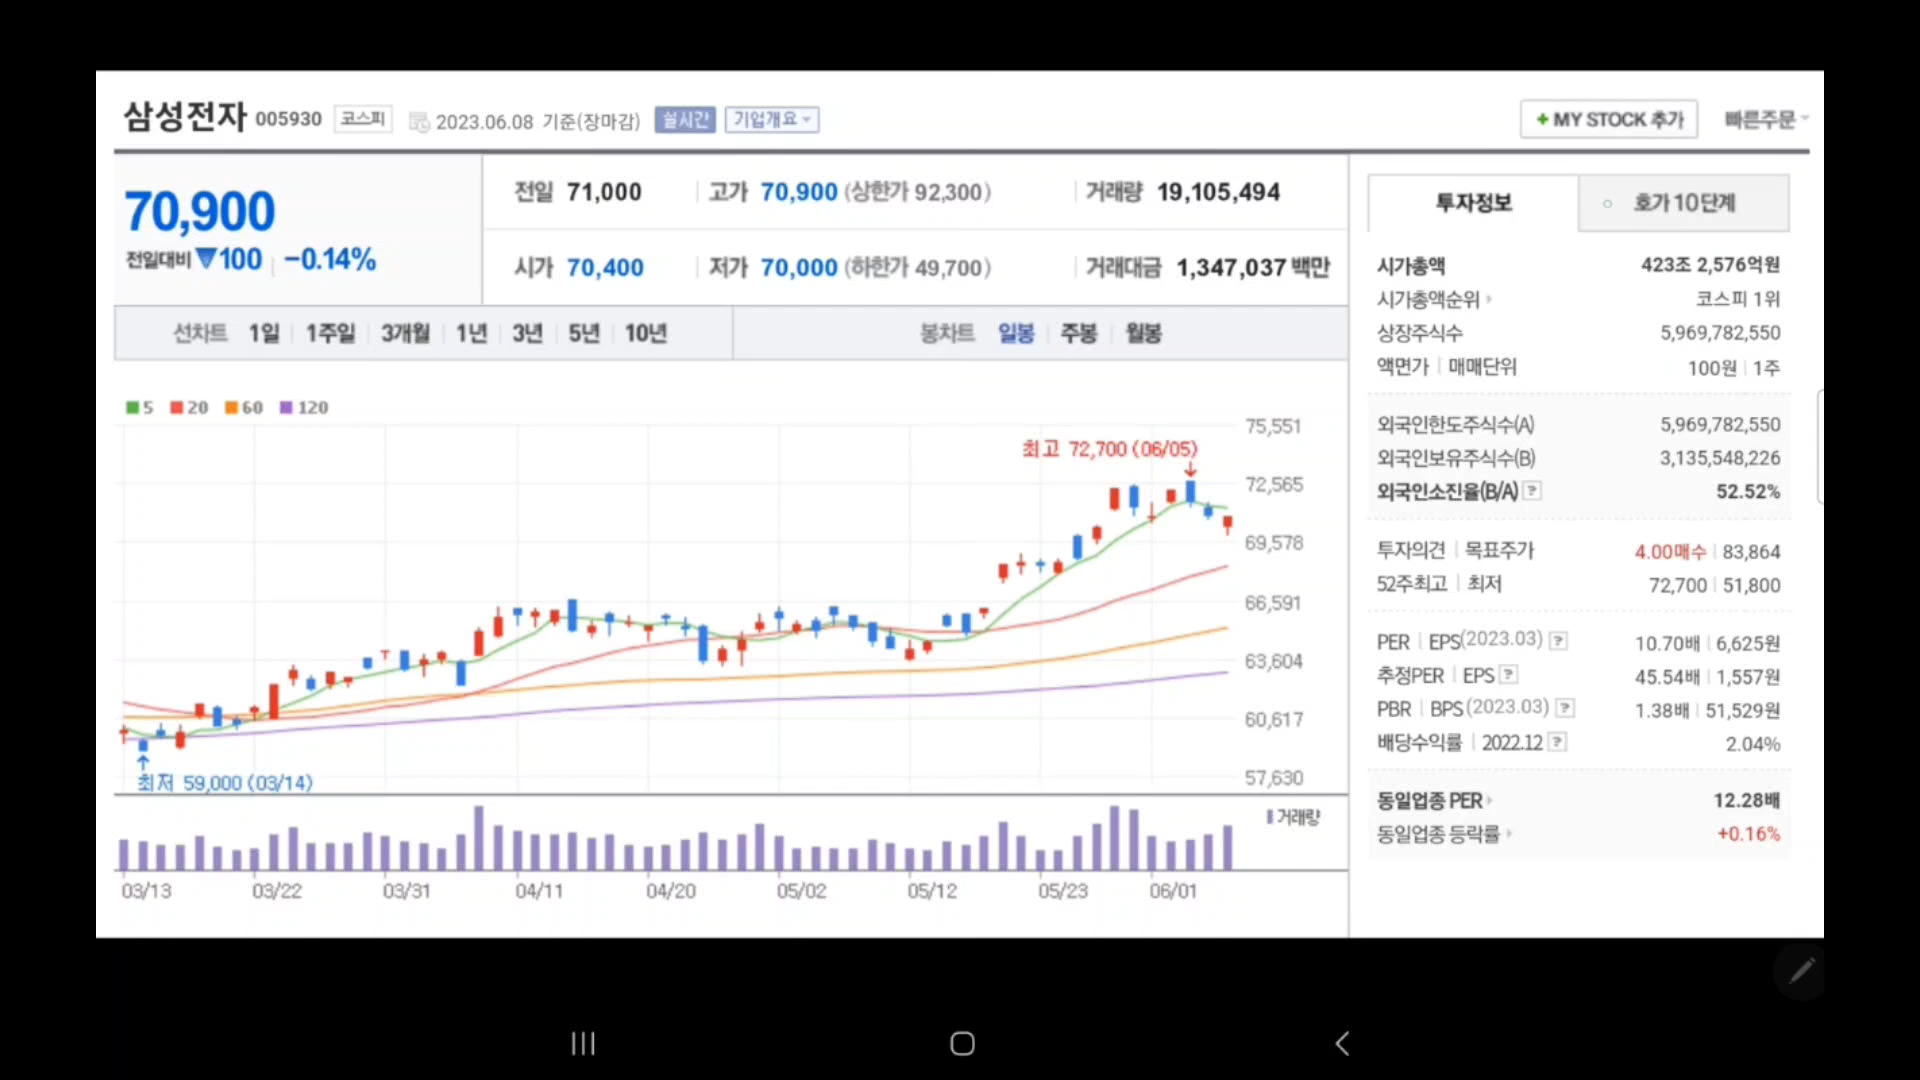 삼성전자 005930 코스피 2023.06.08 기준(장마감) 실시간 기업개요
+ MY STOCK 추가 빠른주문
70,900
전일대비 ▼100 -0.14%
전일 71,000 고가 70,900 (상한가 92,300) 거래량 19,105,494
시가 70,400 저가 70,000 (하한가 49,700) 거래대금 1,347,037 백만
선차트 1일 1주일 3개월 1년 3년 5년 10년 봉차트 일봉 주봉 월봉
5 20 60 120
최고 72,700 (06/05)
최저 59,000 (03/14)
75,551
72,565
69,578
66,591
63,604
60,617
57,630
거래량
03/13 03/22 03/31 04/11 04/20 05/02 05/12 05/23 06/01
투자정보 호가 10단계
시가총액 423조 2,576억원
시가총액순위 코스피 1위
상장주식수 5,969,782,550
액면가 매매단위 100원 1주
외국인한도주식수(A) 5,969,782,550
외국인보유주식수(B) 3,135,548,226
외국인소진율(B/A) ? 52.52%
투자의견 목표주가 4.00매수 83,864
52주최고 최저 72,700 51,800
PER EPS(2023.03) ? 10.70배 6,625원
추정PER EPS ? 45.54배 1,557원
PBR BPS (2023.03) ? 1.38배 51,529원
배당수익률 2022.12 ? 2.04%
동일업종 PER 12.28배
동일업종 등락률 +0.16%